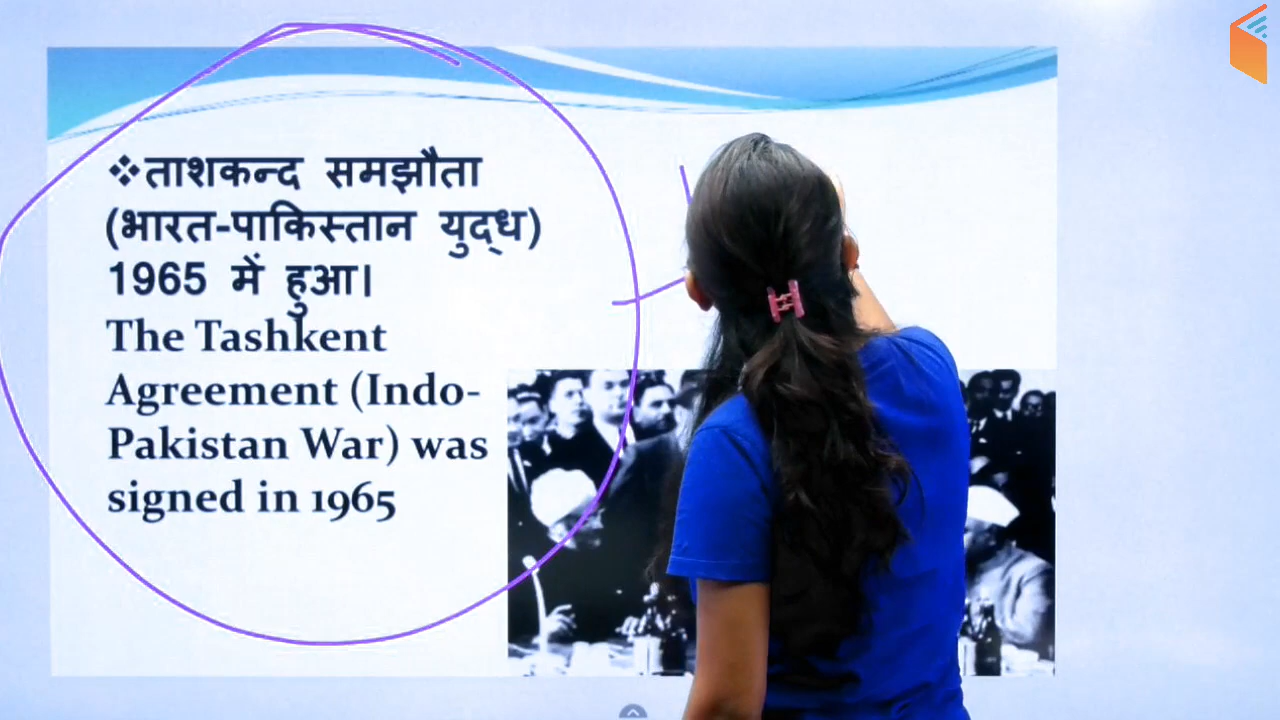 ❖ताशकन्द समझौता
(भारत-पाकिस्तान युद्ध)
1965 में हुआ।
The Tashkent
Agreement (Indo-
Pakistan War) was
signed in 1965